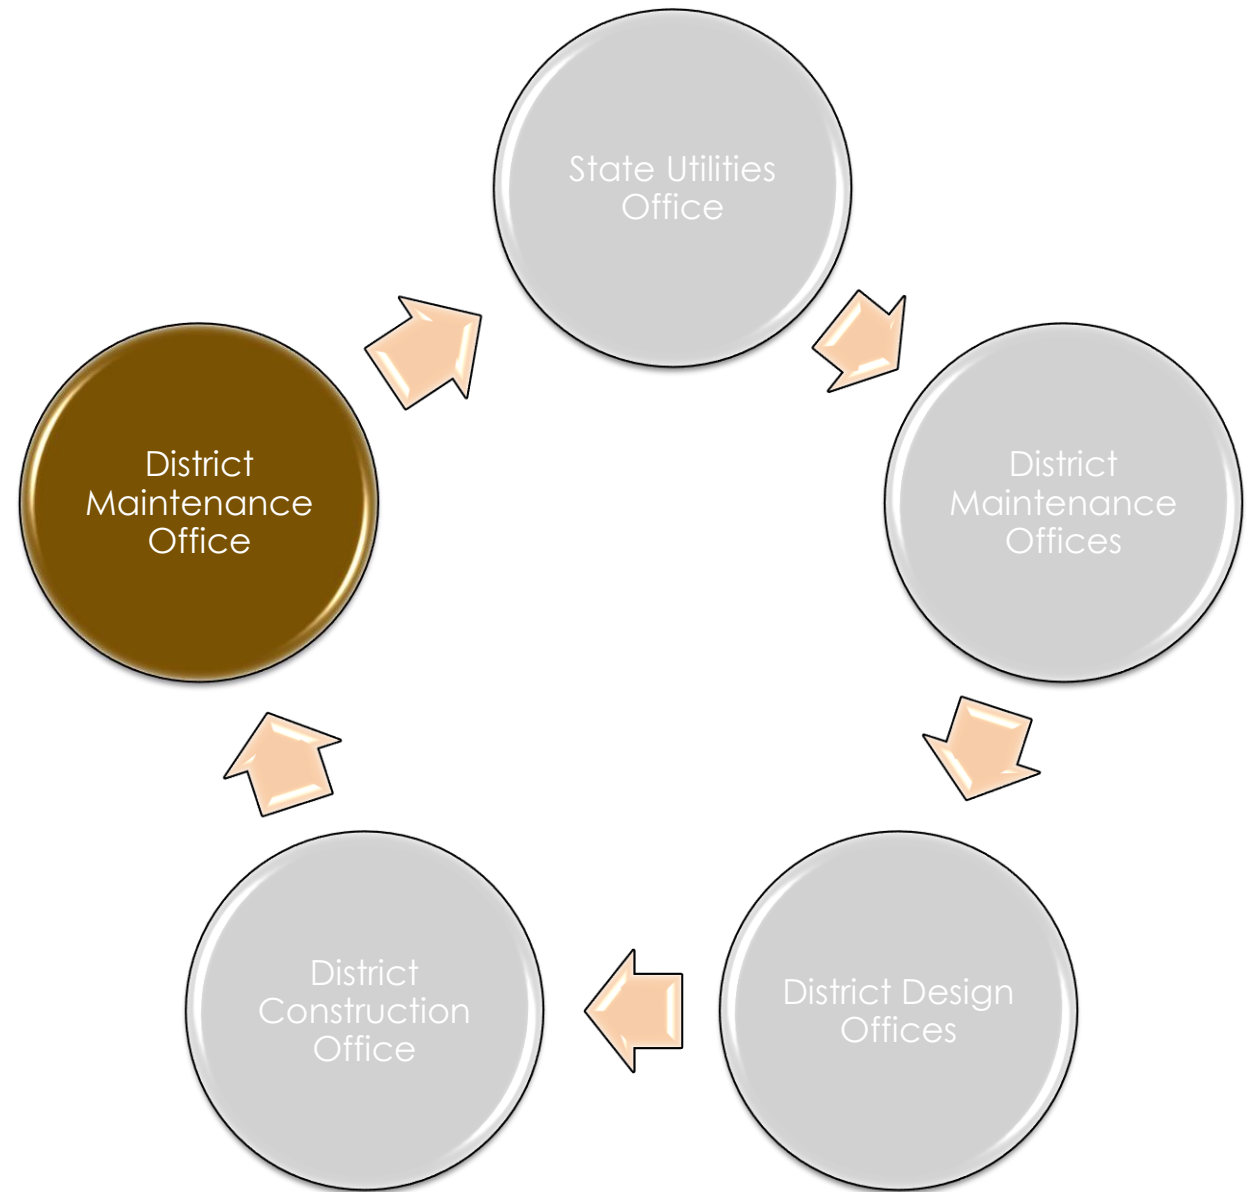 State Utilities
Office
District
Maintenance
Office
District
Maintenance
Offices
District
Construction
Office
District Design
Offices